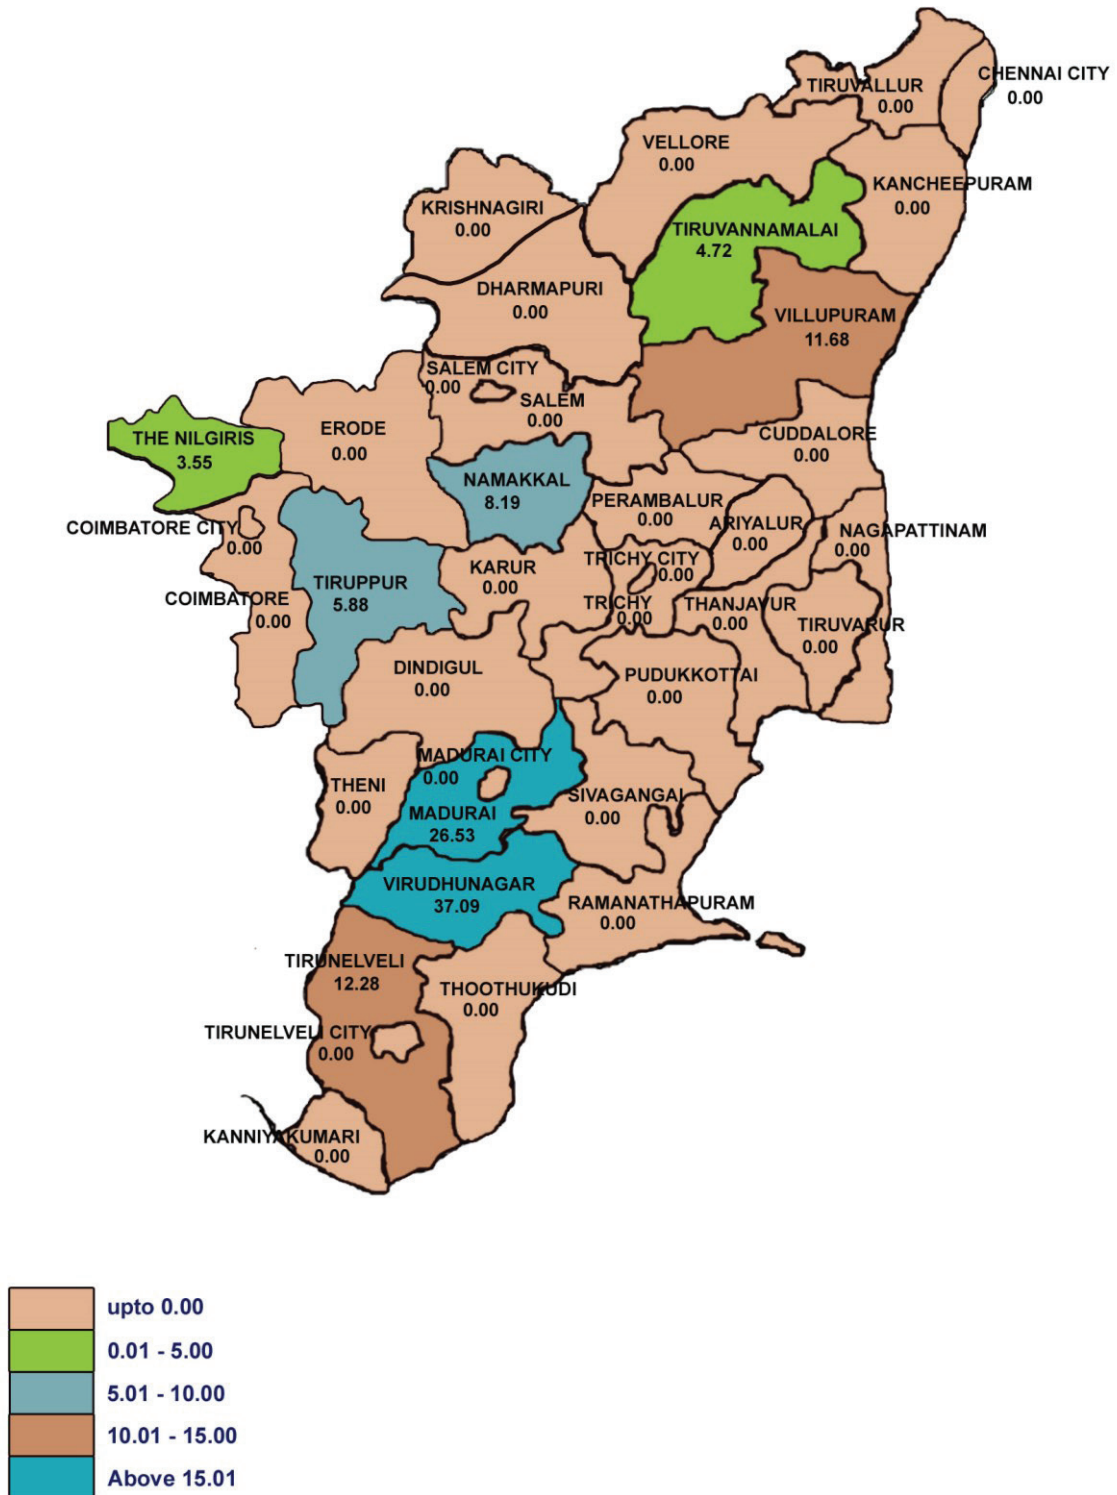 CHENNAI CITY
0.00
TIRUVALLUR
0.00
VELLORE
0.00
KANCHEEPURAM
0.00
KRISHNAGIRI
0.00
TIRUVANNAMALAI
4.72
DHARMAPURI
0.00
VILLUPURAM
11.68
SALEM CITY
0.00
SALEM
0.00
THE NILGIRIS
3.55
ERODE
0.00
CUDDALORE
0.00
NAMAKKAL
8.19
PERAMBALUR
0.00
ARIYALUR
0.00
NAGAPATTINAM
0.00
COIMBATORE CITY
0.00
TRICHY CITY
0.00
KARUR
0.00
TIRUPPUR
5.88
COIMBATORE
0.00
TRICHY
0.00
THANJAVUR
0.00
TIRUVARUR
0.00
DINDIGUL
0.00
PUDUKKOTTAI
0.00
MADURAI CITY
0.00
THENI
0.00
SIVAGANGAI
0.00
MADURAI
26.53
VIRUDHUNAGAR
37.09
RAMANATHAPURAM
0.00
TIRUNELVELI
12.28
THOOTHUKUDI
0.00
TIRUNELVELI CITY
0.00
KANNIYAKUMARI
0.00
upto 0.00
0.01 - 5.00
5.01 - 10.00
10.01 - 15.00
Above 15.01